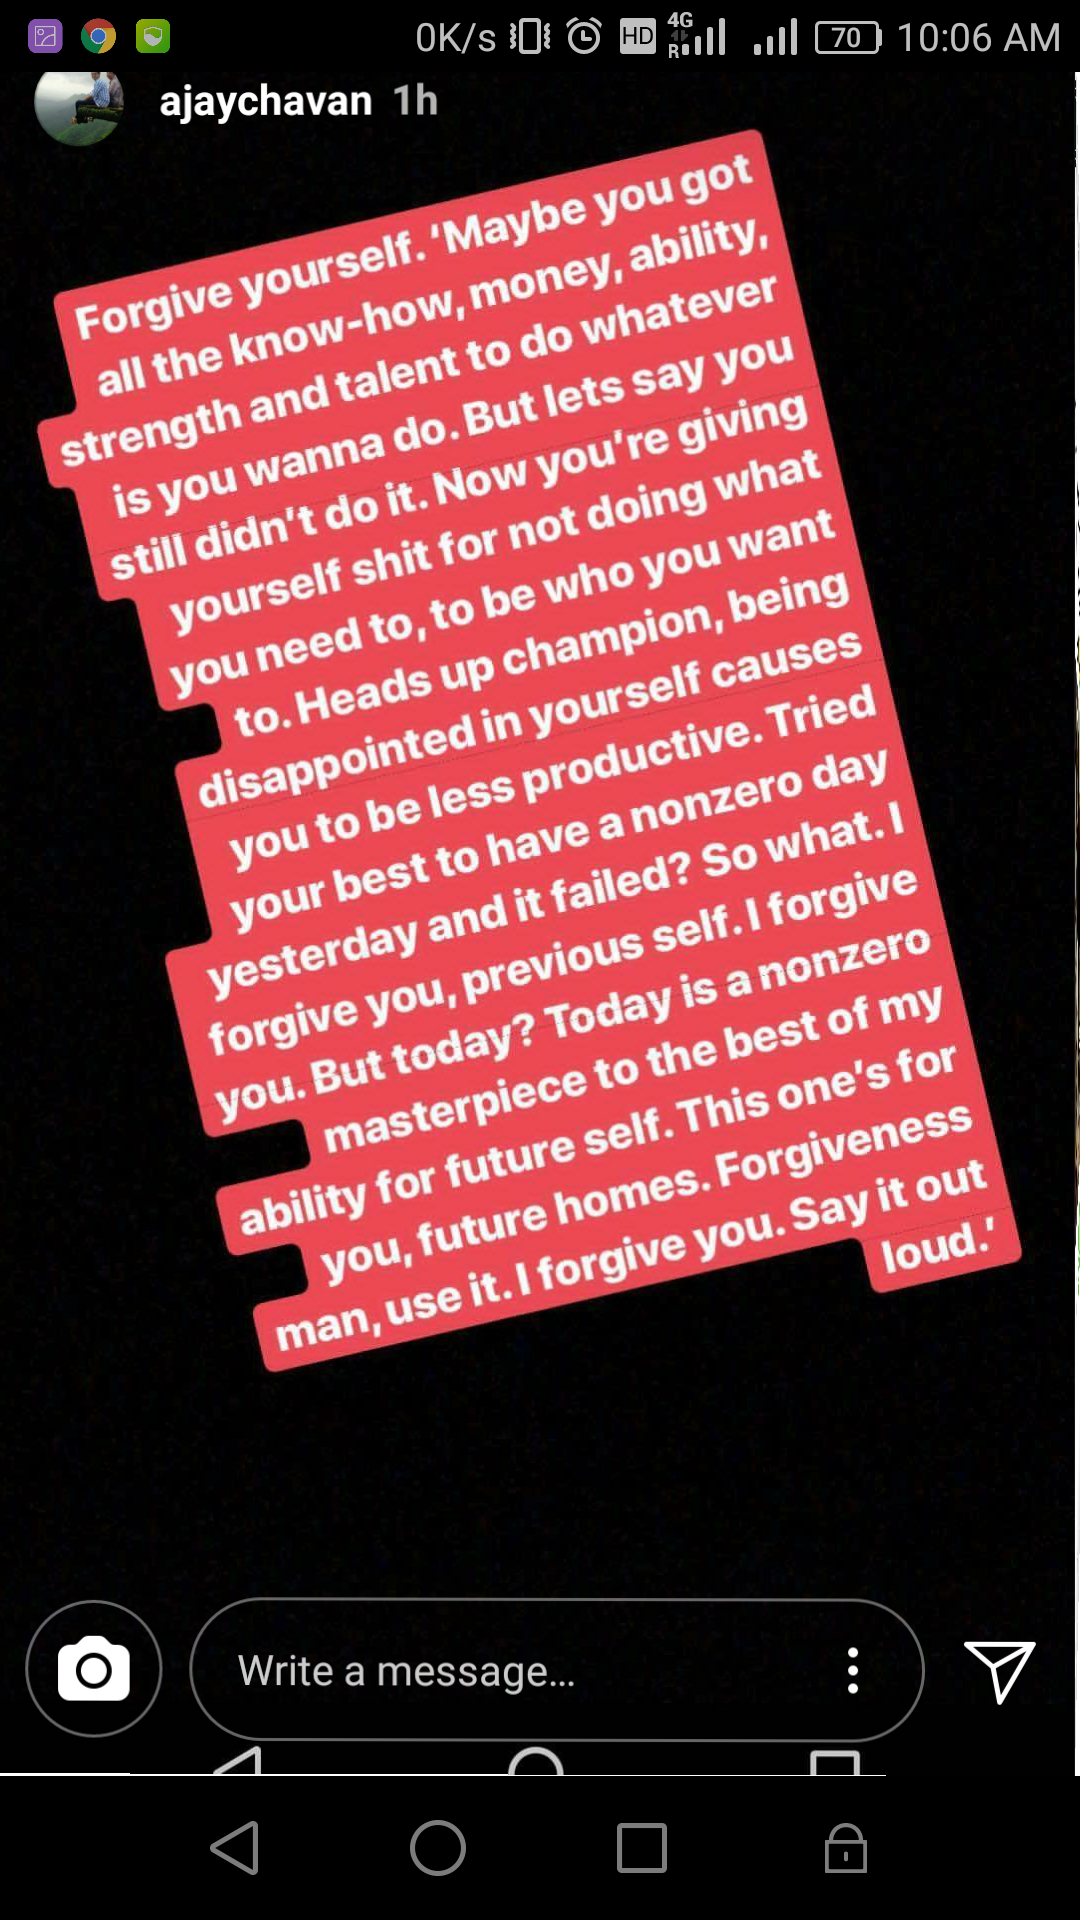 0K/s HD 4G R 70 10:06 AM
ajaychavan 1h
Forgive yourself. ‘Maybe you got
all the know-how, money, ability,
strength and talent to do whatever
is you wanna do. But lets say you
still didn't do it. Now you're giving
yourself shit for not doing what
you need to, to be who you want
to. Heads up champion, being
disappointed in yourself causes
you to be less productive. Tried
your best to have a nonzero day
yesterday and it failed? So what. I
forgive you, previous self. I forgive
you. But today? Today is a nonzero
masterpiece to the best of my
ability for future self. This one's for
you, future homes. Forgiveness
man, use it. I forgive you. Say it out
loud.’
Write a message...